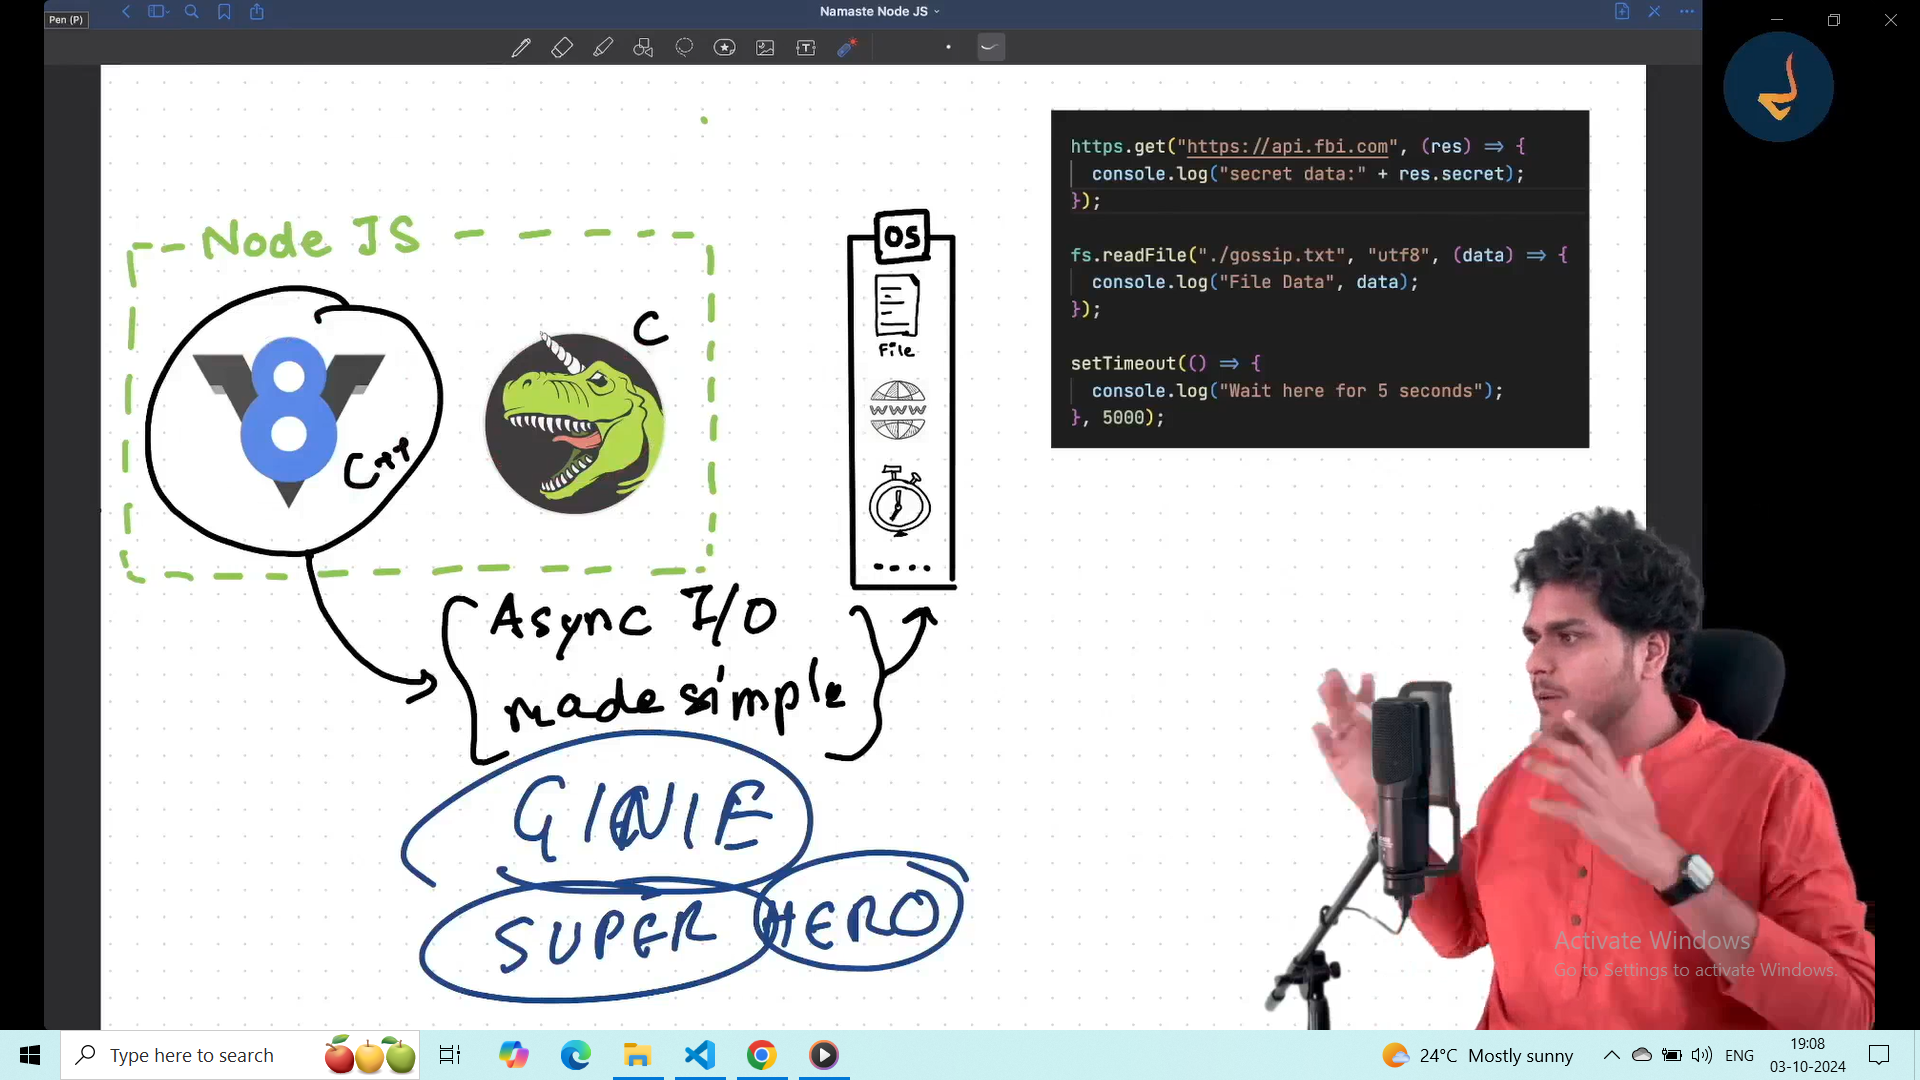 Pen (P)
Namaste Node JS
https.get("https://api.fbi.com", (res) => {
console.log("secret data:" + res.secret);
});
fs.readFile("./gossip.txt", "utf8", (data) => {
console.log("File Data", data);
});
setTimeout(() => {
console.log("Wait here for 5 seconds");
}, 5000);
Node JS
V8
C++
C
OS
File
WWW
.....
Async I/O
made simple
GINIE
SUPER HERO
Activate Windows
Go to Settings to activate Windows.
Type here to search
24°C Mostly sunny
ENG
19:08
03-10-2024